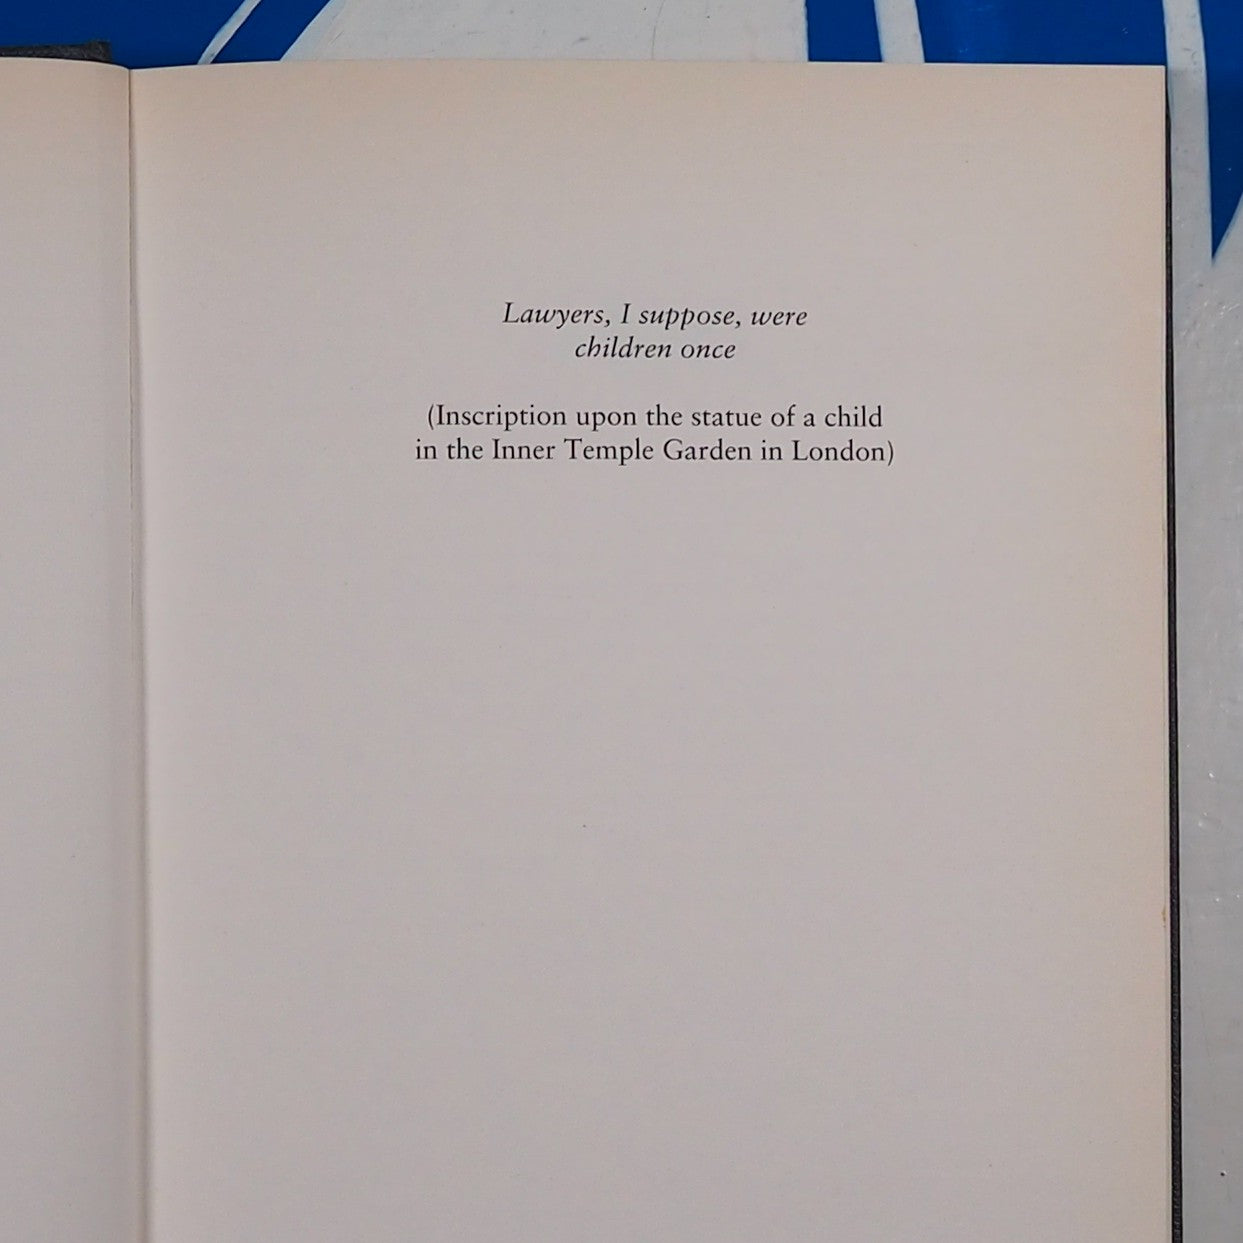 Lawyers, I suppose, were
children once
(Inscription upon the statue of a child
in the Inner Temple Garden in London)